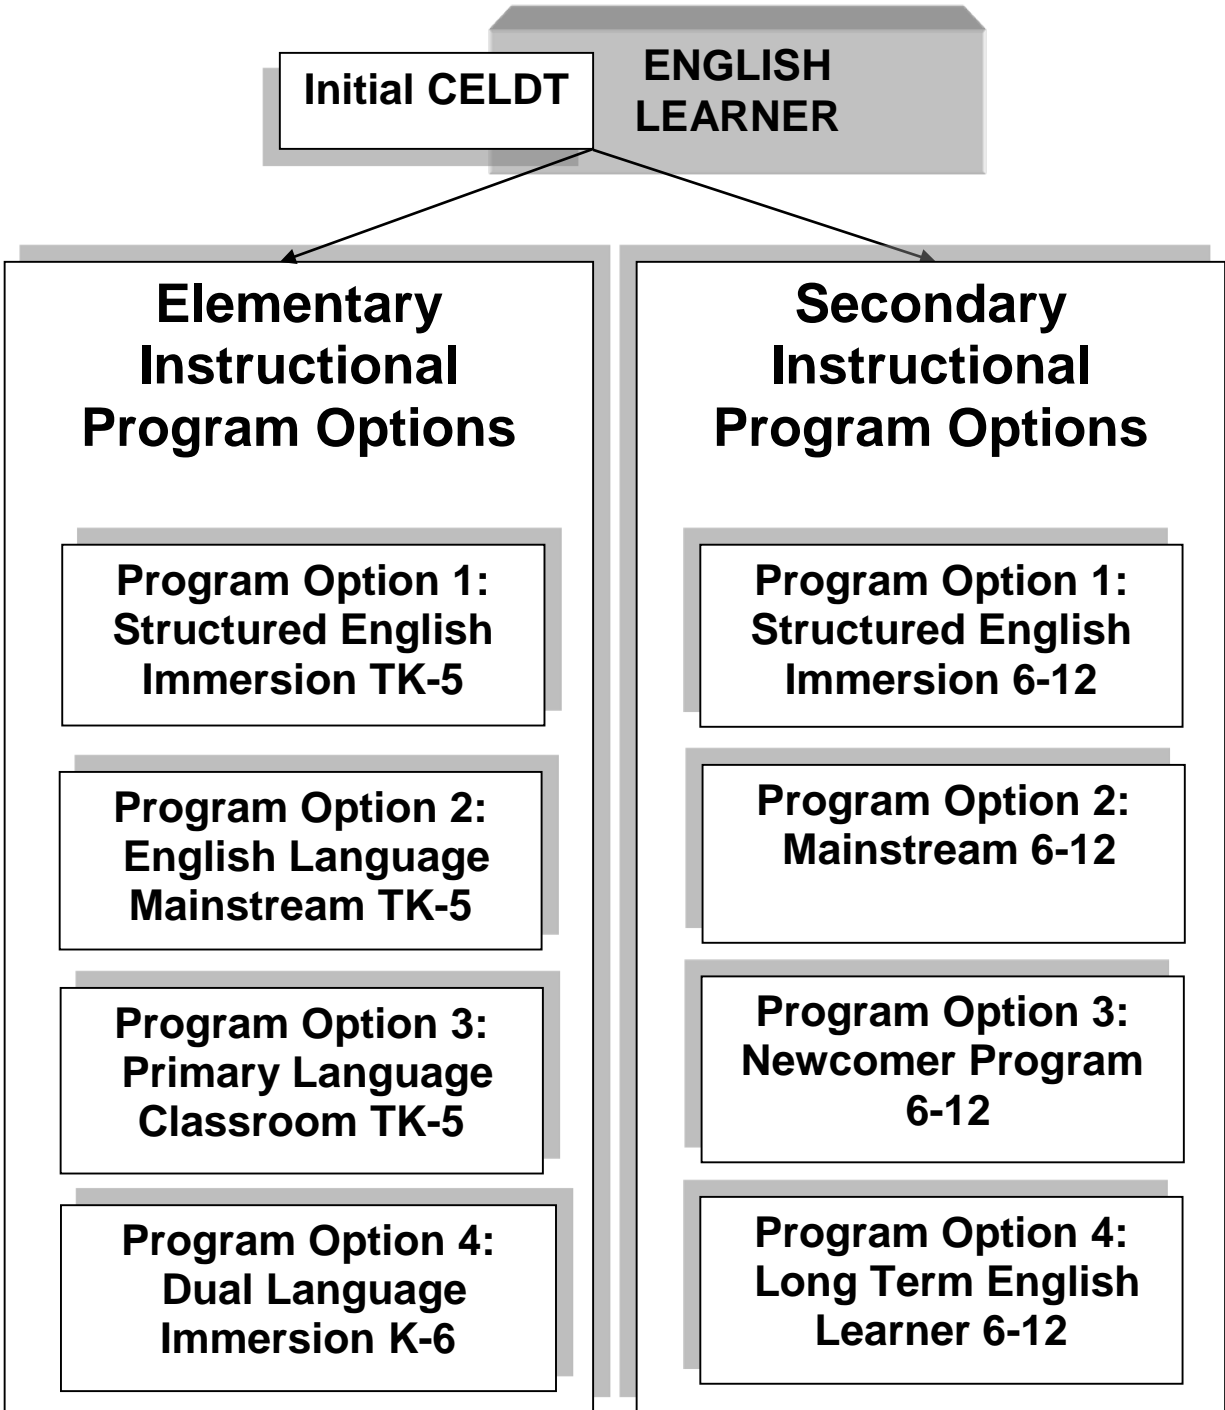 Initial CELDT
ENGLISH
LEARNER
Elementary
Instructional
Program Options
Program Option 1:
Structured English
Immersion TK-5
Program Option 2:
English Language
Mainstream TK-5
Program Option 3:
Primary Language
Classroom TK-5
Program Option 4:
Dual Language
Immersion K-6
Secondary
Instructional
Program Options
Program Option 1:
Structured English
Immersion 6-12
Program Option 2:
Mainstream 6-12
Program Option 3:
Newcomer Program
6-12
Program Option 4:
Long Term English
Learner 6-12